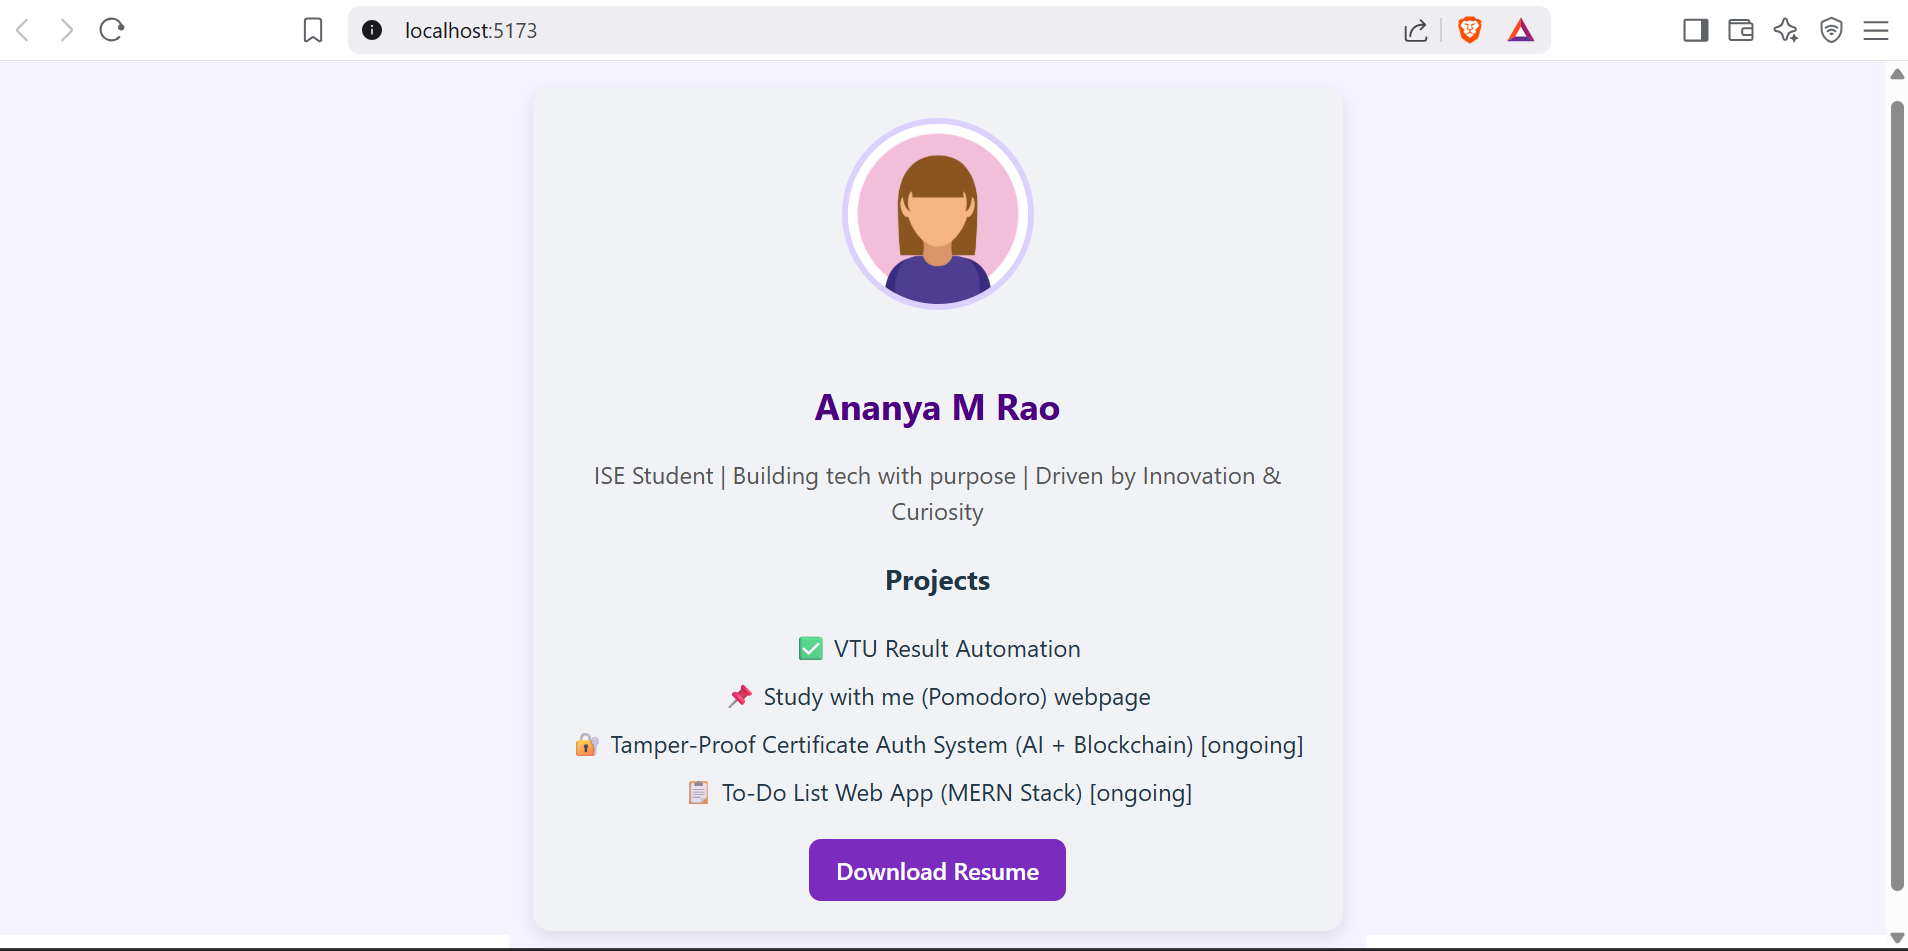 localhost:5173
Ananya M Rao
ISE Student | Building tech with purpose | Driven by Innovation &
Curiosity
Projects
✅ VTU Result Automation
📌 Study with me (Pomodoro) webpage
🔐 Tamper-Proof Certificate Auth System (AI + Blockchain) [ongoing]
📋 To-Do List Web App (MERN Stack) [ongoing]
Download Resume